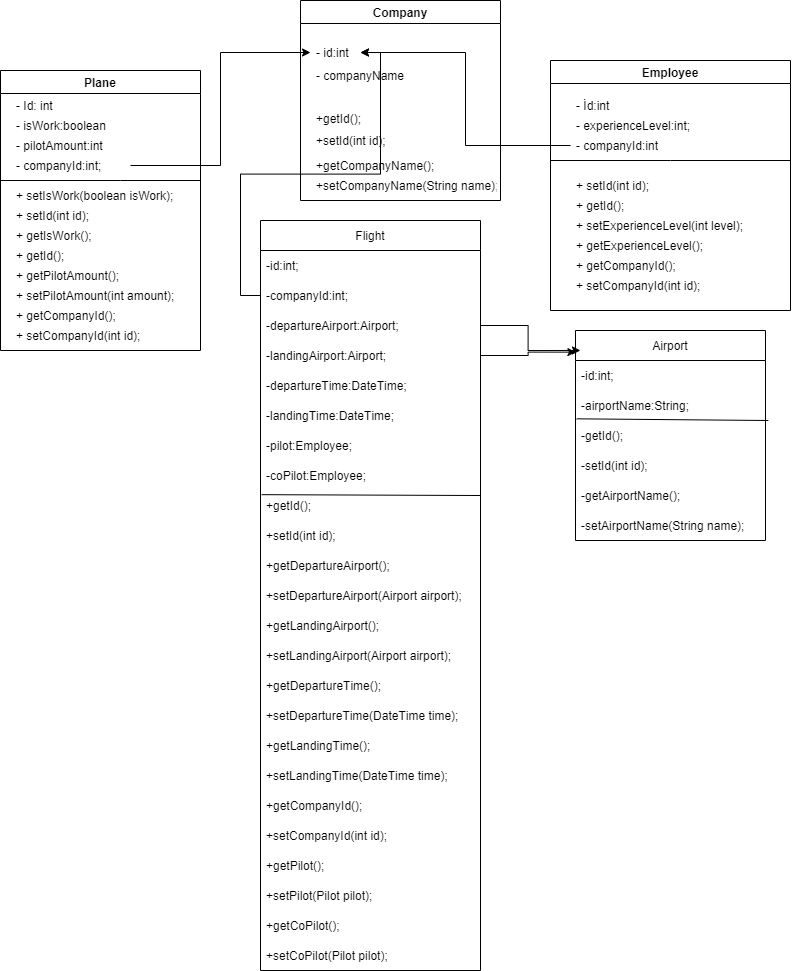 Company
- id:int
- companyName
+getId();
+setId(int id);
+getCompanyName();
+setCompanyName(String name);
Plane
- Id: int
- isWork:boolean
- pilotAmount:int
- companyId:int;
+ setIsWork(boolean isWork);
+ setId(int id);
+ getIsWork();
+ getId();
+ getPilotAmount();
+ setPilotAmount(int amount);
+ getCompanyId();
+ setCompanyId(int id);
Employee
- İd:int
- experienceLevel:int;
- companyId:int
+ setId(int id);
+ getId();
+ setExperienceLevel(int level);
+ getExperienceLevel();
+ getCompanyId();
+ setCompanyId(int id);
Flight
-id:int;
-companyId:int;
-departureAirport:Airport;
-landingAirport:Airport;
-departureTime:DateTime;
-landingTime:DateTime;
-pilot:Employee;
-coPilot:Employee;
+getId();
+setId(int id);
+getDepartureAirport();
+setDepartureAirport(Airport airport);
+getLandingAirport();
+setLandingAirport(Airport airport);
+getDepartureTime();
+setDepartureTime(DateTime time);
+getLandingTime();
+setLandingTime(DateTime time);
+getCompanyId();
+setCompanyId(int id);
+getPilot();
+setPilot(Pilot pilot);
+getCoPilot();
+setCoPilot(Pilot pilot);
Airport
-id:int;
-airportName:String;
-getId();
-setId(int id);
-getAirportName();
-setAirportName(String name);